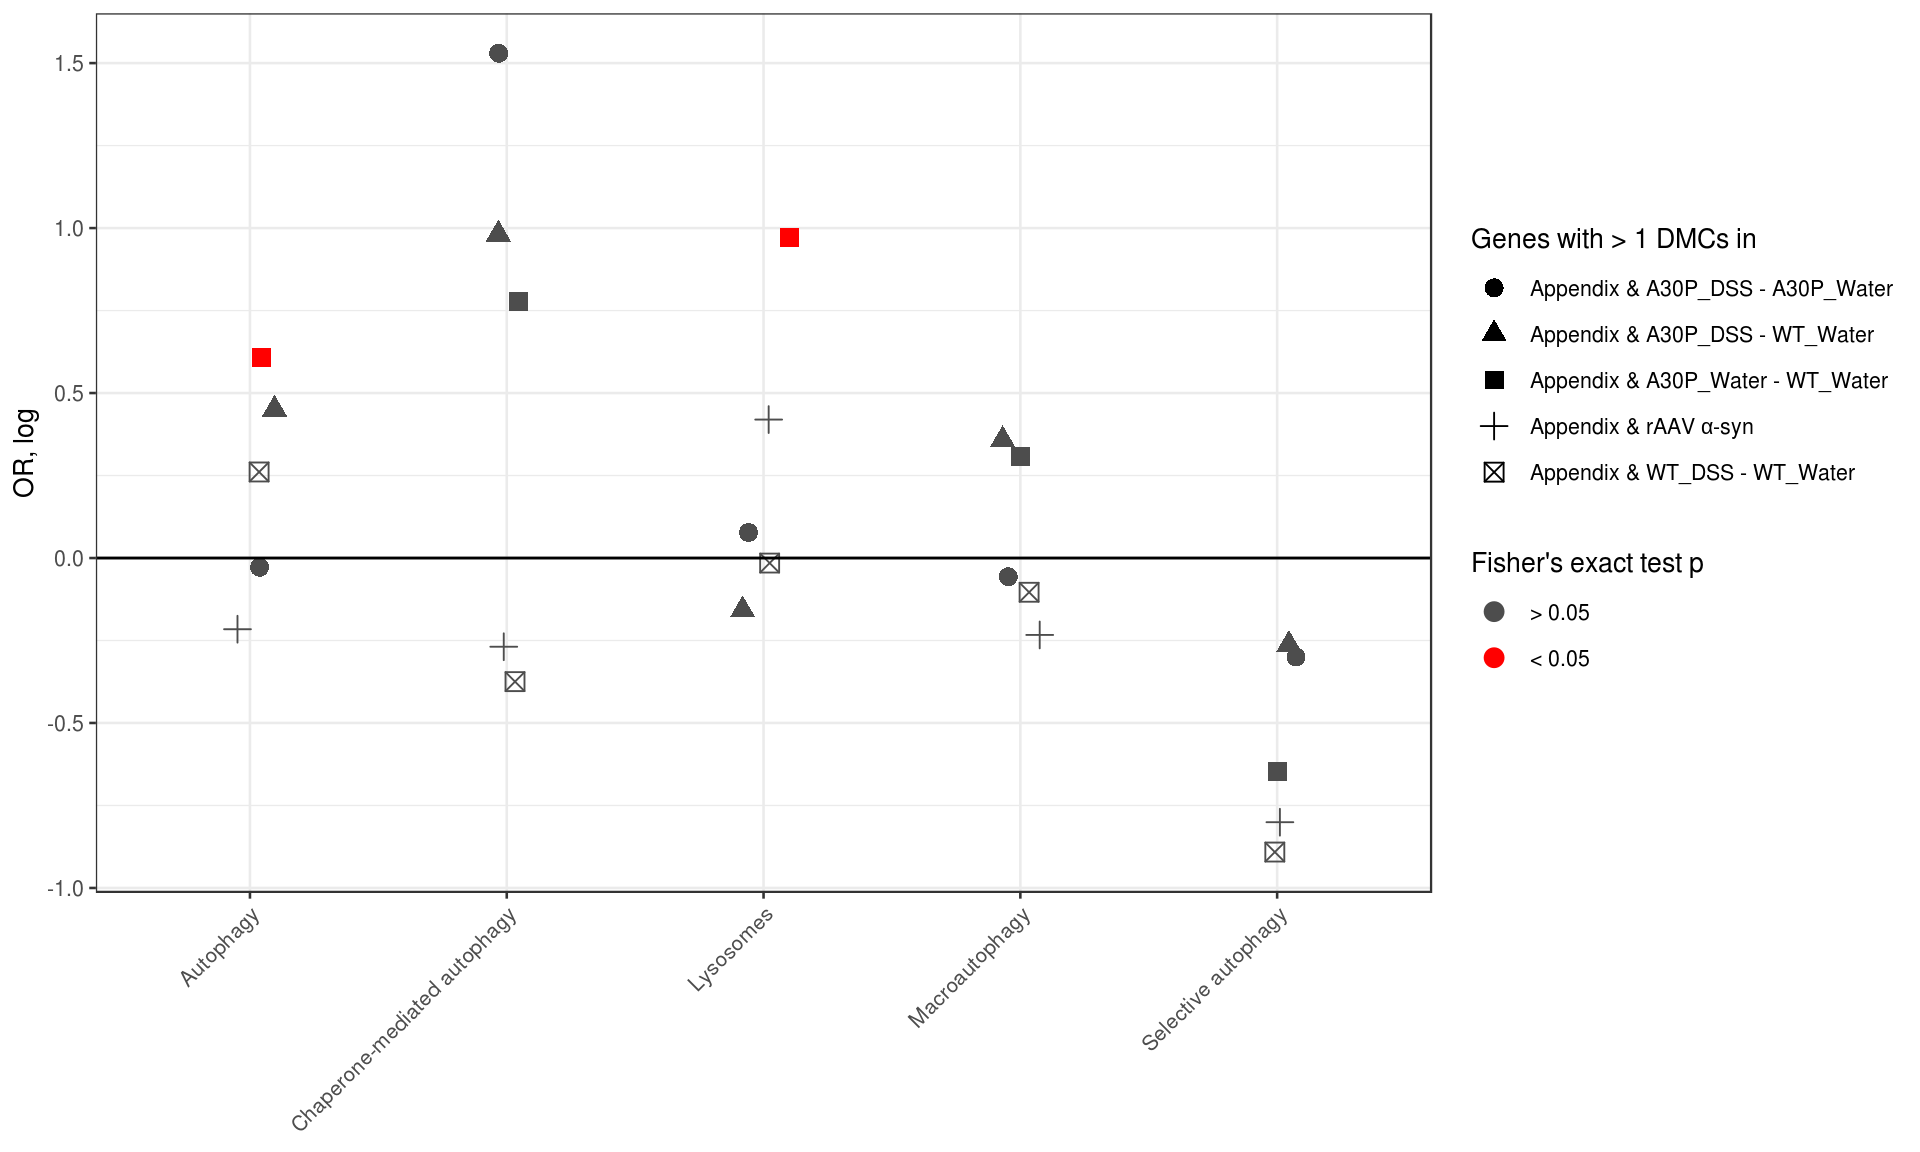 OR, log
1.5
1.0
0.5
0.0
-0.5
-1.0
Autophagy
Chaperone-mediated autophagy
Lysosomes
Macroautophagy
Selective autophagy
Genes with > 1 DMCs in
Appendix & A30P_DSS - A30P_Water
Appendix & A30P_DSS - WT_Water
Appendix & A30P_Water - WT_Water
Appendix & rAAV α-syn
Appendix & WT_DSS - WT_Water
Fisher's exact test p
> 0.05
< 0.05